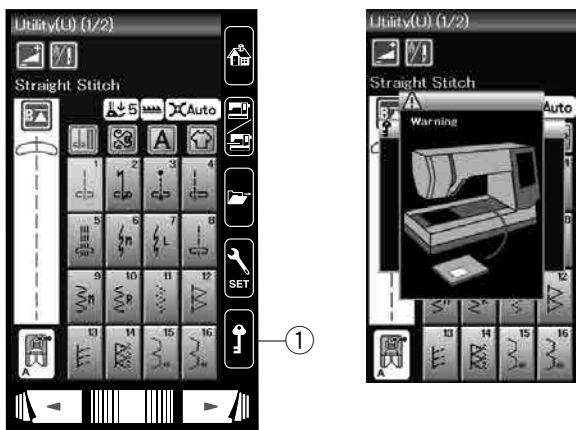 Utility(U) (1/2)
Straight Stitch
B 5 Auto
A
1 2 3 4
5 6 M 7 L 8
9 M 10 R 11 12
13 14 15 16
A
SET
1
Utility(U) (1/2)
Straight Stitch
Auto
Warning
12
M R
13 14 15 16
A